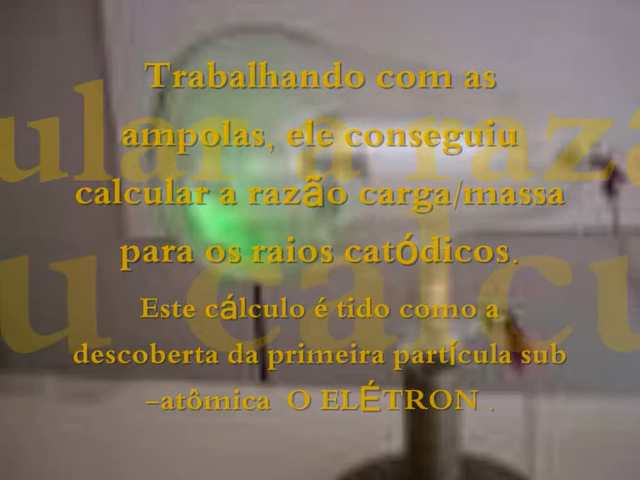 Trabalhando com as
ampolas, ele conseguiu
calcular a razão carga/massa
para os raios catódicos.
Este cálculo é tido como a
descoberta da primeira partícula sub
–atômica O ELÉTRON .